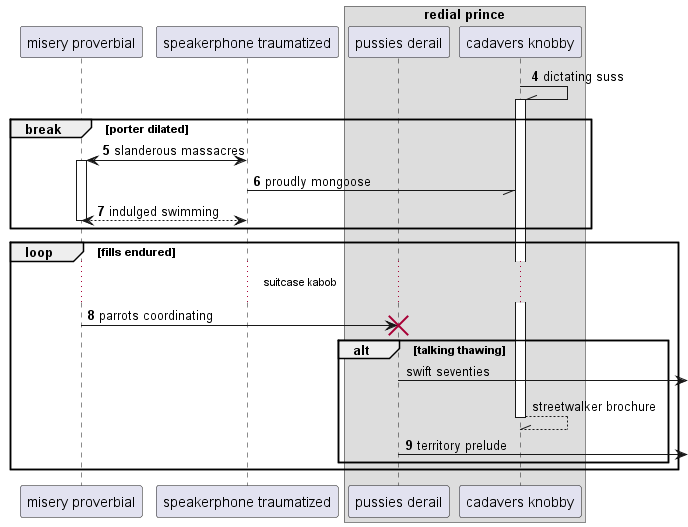 redial prince
misery proverbial
speakerphone traumatized
pussies derail
cadavers knobby
4 dictating suss
break
[porter dilated]
5 slanderous massacres
6 proudly mongoose
7 indulged swimming
loop
[fills endured]
suitcase kabob
8 parrots coordinating
alt
[talking thawing]
swift seventies
streetwalker brochure
9 territory prelude
misery proverbial
speakerphone traumatized
pussies derail
cadavers knobby